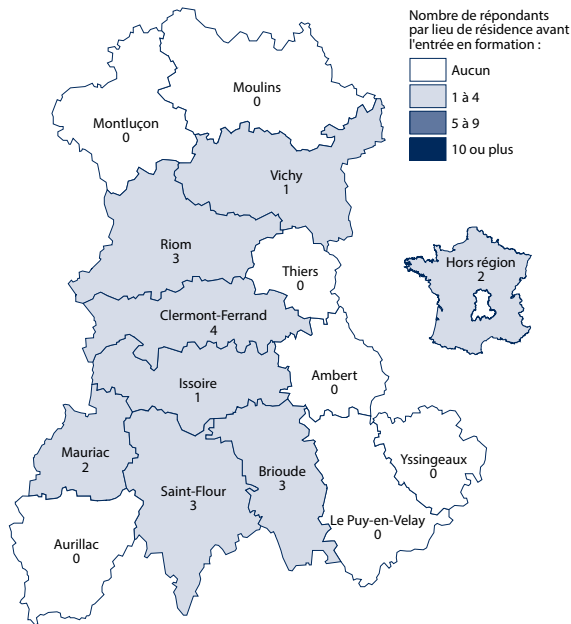 Nombre de répondants
par lieu de résidence avant
l'entrée en formation :
Aucun
1 à 4
5 à 9
10 ou plus
Moulins
0
Montluçon
0
Vichy
1
Riom
3
Thiers
0
Hors région
2
Clermont-Ferrand
4
Issoire
1
Ambert
0
Mauriac
2
Saint-Flour
3
Brioude
3
Yssingeaux
0
Le Puy-en-Velay
0
Aurillac
0